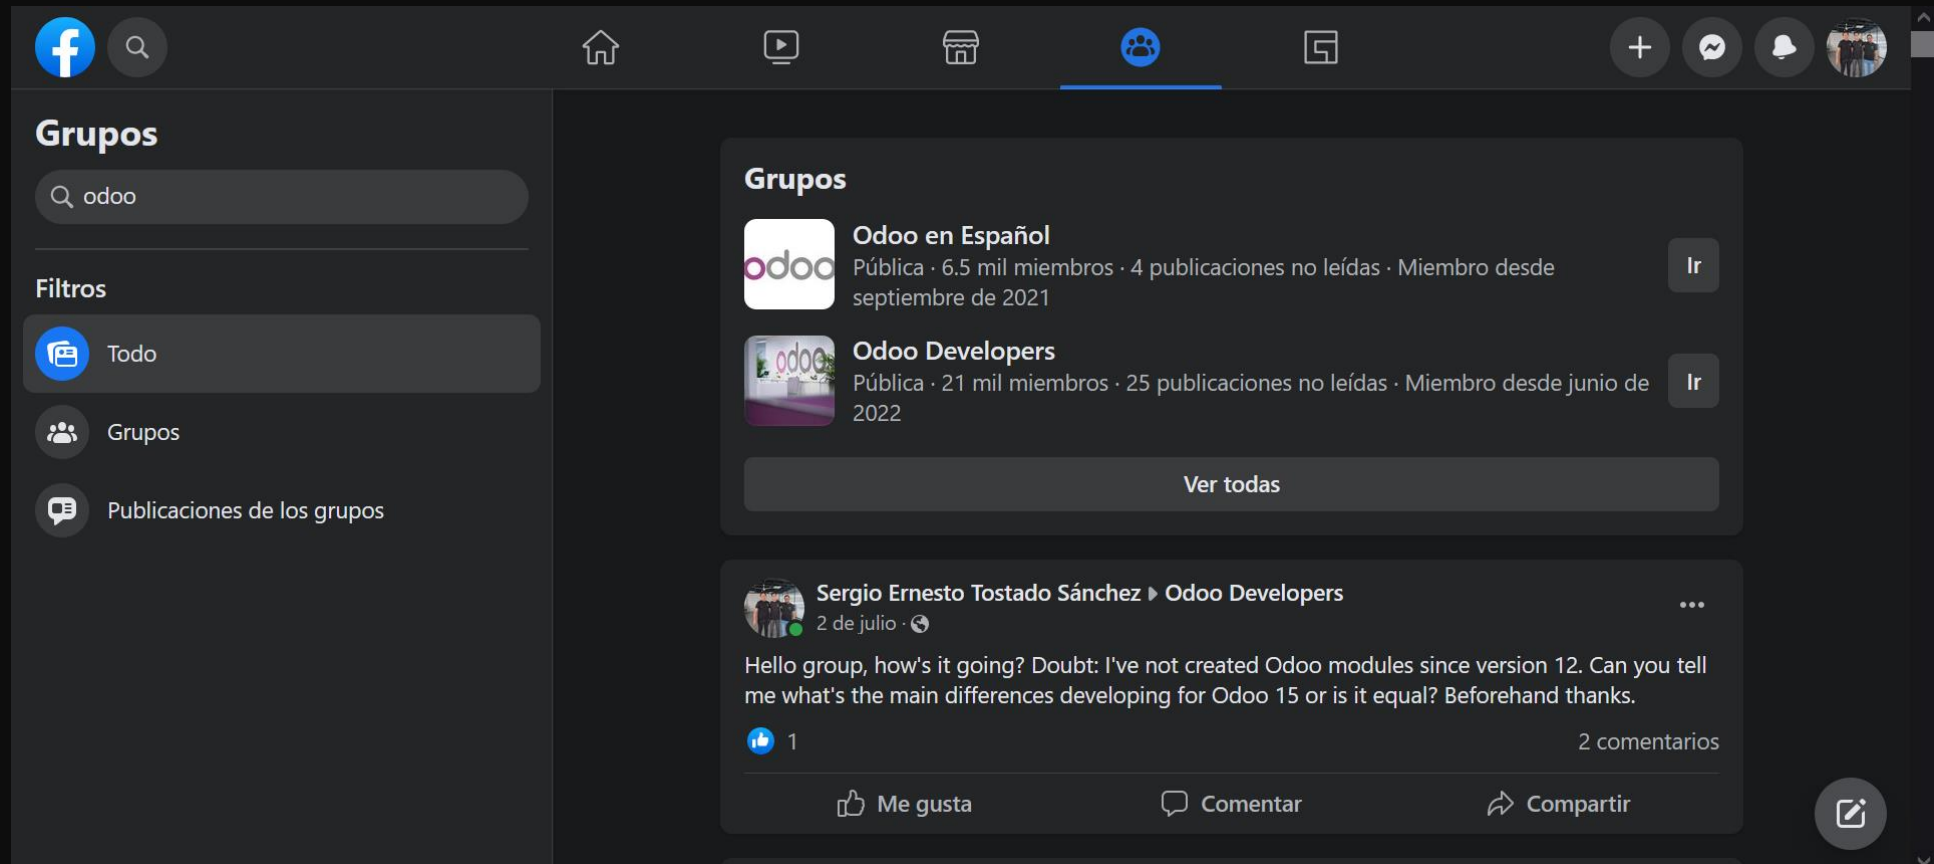 Grupos
odoo
Filtros
Todo
Grupos
Publicaciones de los grupos
Grupos
odoo
Odoo en Español
Pública · 6.5 mil miembros · 4 publicaciones no leídas · Miembro desde
septiembre de 2021
Ir
odoo
Odoo Developers
Pública · 21 mil miembros · 25 publicaciones no leídas · Miembro desde junio de
2022
Ir
Ver todas
Sergio Ernesto Tostado Sánchez Odoo Developers
2 de julio ·
Hello group, how's it going? Doubt: I've not created Odoo modules since version 12. Can you tell
me what's the main differences developing for Odoo 15 or is it equal? Beforehand thanks.
1
2 comentarios
Me gusta
Comentar
Compartir